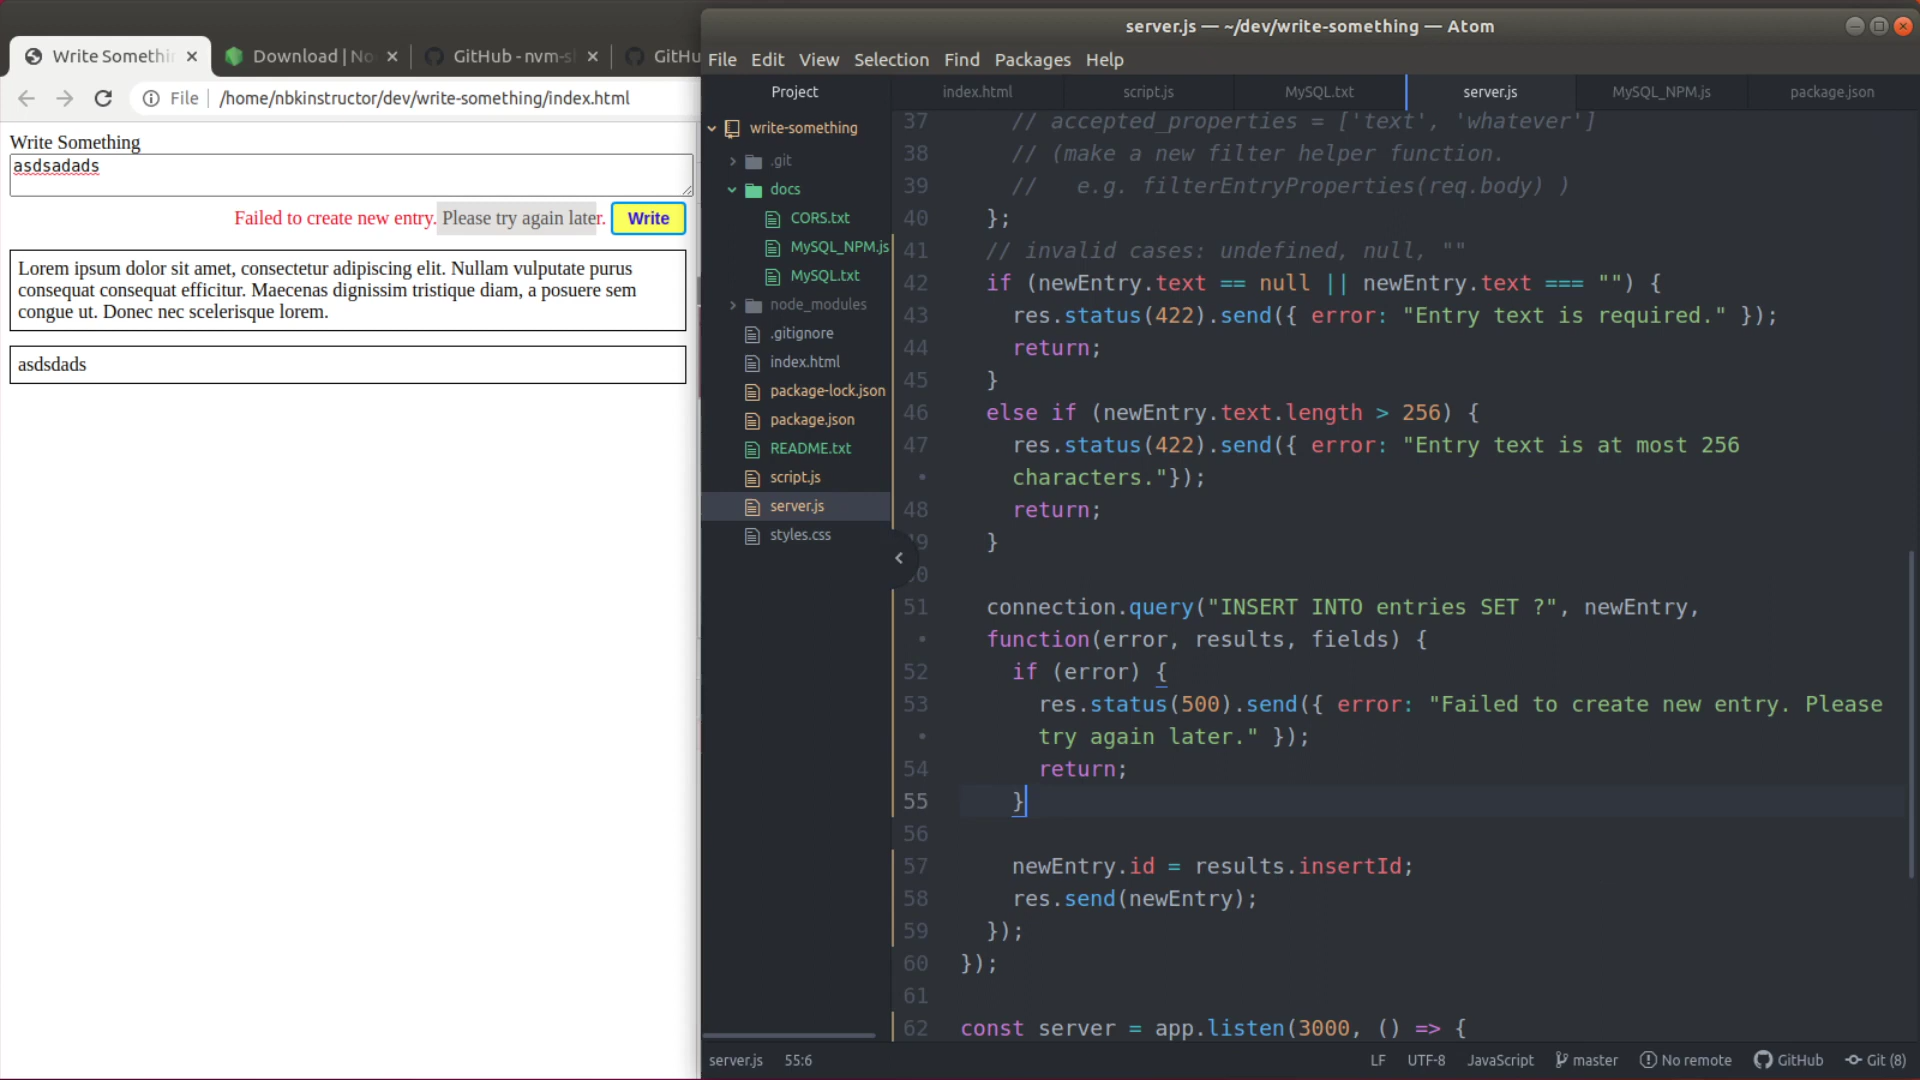 server.js — ~/dev/write-something — Atom
Write Somethin
Download | No
GitHub - nvm-s
GitHu
File Edit View Selection Find Packages Help
File /home/nbkinstructor/dev/write-something/index.html
Project
index.html
script.js
MySQL.txt
server.js
MySQL_NPM.js
package.json
Write Something
asdsadads
Failed to create new entry. Please try again later.
Write
Lorem ipsum dolor sit amet, consectetur adipiscing elit. Nullam vulputate purus
consequat consequat efficitur. Maecenas dignissim tristique diam, a posuere sem
congue ut. Donec nec scelerisque lorem.
asdsdads
write-something
.git
docs
CORS.txt
MySQL_NPM.js
MySQL.txt
node_modules
.gitignore
index.html
package-lock.json
package.json
README.txt
script.js
server.js
styles.css
37 // accepted_properties = ['text', 'whatever']
38 // (make a new filter helper function.
39 //   e.g. filterEntryProperties(req.body) )
40 };
41 // invalid cases: undefined, null, ""
42 if (newEntry.text == null || newEntry.text === "") {
43 res.status(422).send({ error: "Entry text is required." });
44 return;
45 }
46 else if (newEntry.text.length > 256) {
47 res.status(422).send({ error: "Entry text is at most 256
• characters."});
48 return;
49 }
50
51 connection.query("INSERT INTO entries SET ?", newEntry,
• function(error, results, fields) {
52 if (error) {
53 res.status(500).send({ error: "Failed to create new entry. Please
• try again later." });
54 return;
55 }
56
57 newEntry.id = results.insertId;
58 res.send(newEntry);
59 });
60 });
61
62 const server = app.listen(3000, () => {
server.js 55:6
LF UTF-8 JavaScript master No remote GitHub Git (8)